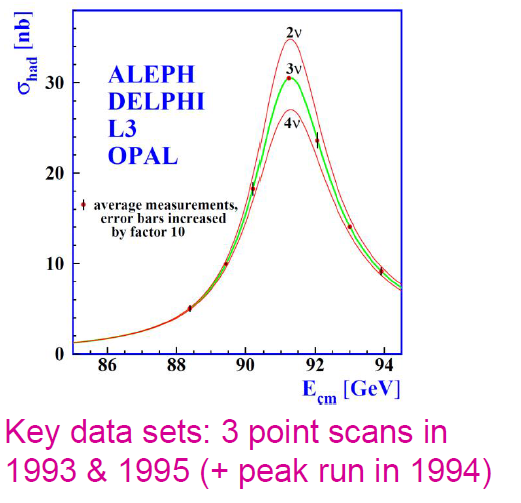 σhad [nb]
30
20
10
0
ALEPH
DELPHI
L3
OPAL
average measurements,
error bars increased
by factor 10
2ν
3ν
4ν
86 88 90 92 94
Ecm [GeV]
Key data sets: 3 point scans in
1993 & 1995 (+ peak run in 1994)